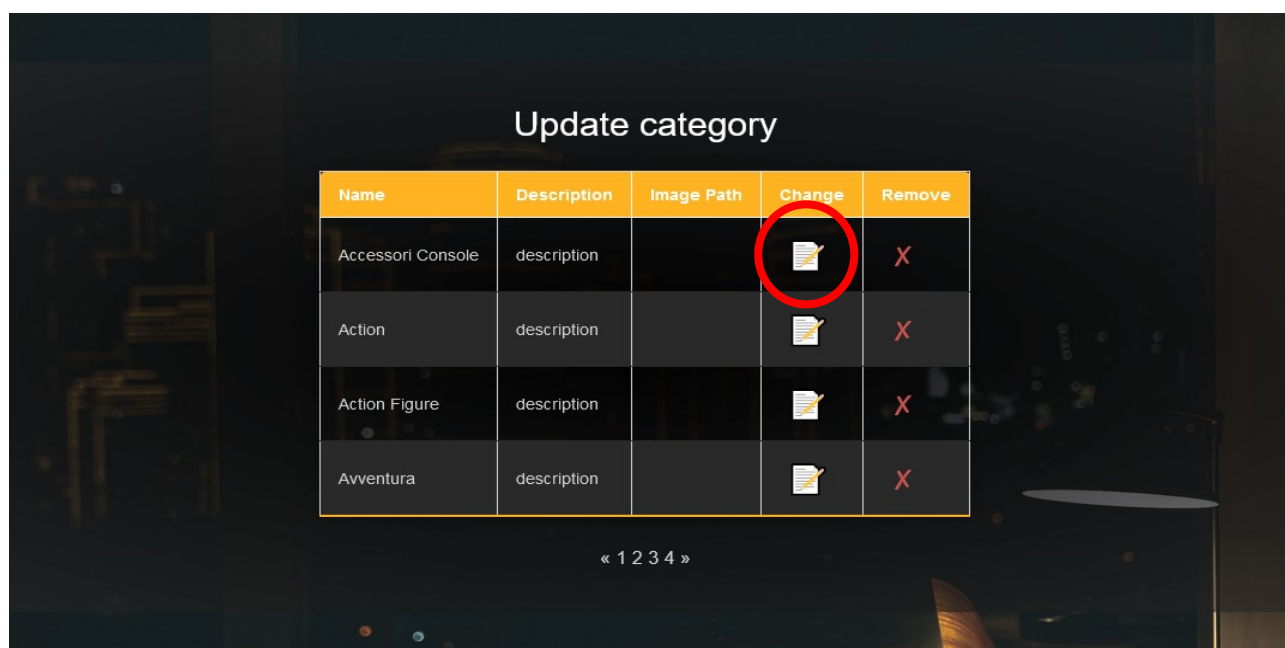 Update category
Name Description Image Path Change Remove
Accessori Console description X
Action description X
Action Figure description X
Avventura description X
« 1 2 3 4 »